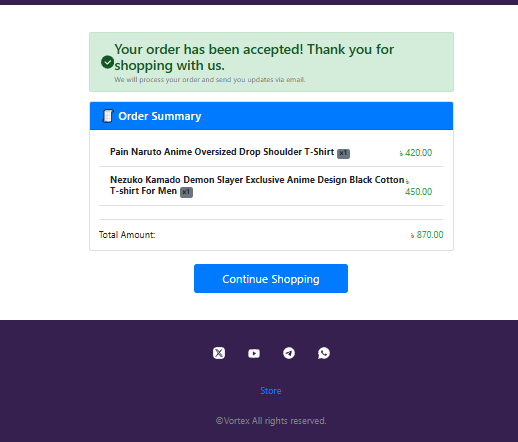 Your order has been accepted! Thank you for
shopping with us.
We will process your order and send you updates via email.
Order Summary
Pain Naruto Anime Oversized Drop Shoulder T-Shirt x1 ৳ 420.00
Nezuko Kamado Demon Slayer Exclusive Anime Design Black Cotton ৳
T-shirt For Men x1 450.00
Total Amount: ৳ 870.00
Continue Shopping
Store
©Vortex All rights reserved.